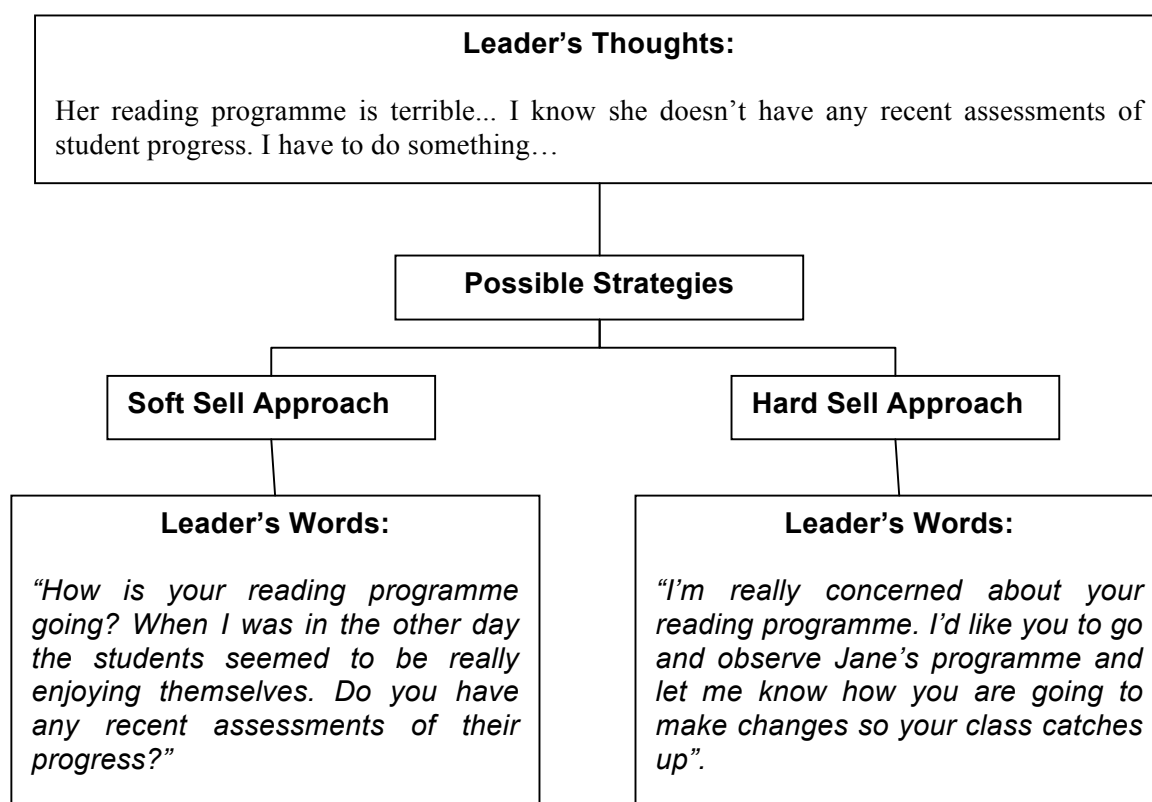 Leader’s Thoughts:
Her reading programme is terrible... I know she doesn’t have any recent assessments of
student progress. I have to do something…
Possible Strategies
Soft Sell Approach
Hard Sell Approach
Leader’s Words:
“How is your reading programme
going? When I was in the other day
the students seemed to be really
enjoying themselves. Do you have
any recent assessments of their
progress?”
Leader’s Words:
“I’m really concerned about your
reading programme. I’d like you to go
and observe Jane’s programme and
let me know how you are going to
make changes so your class catches
up”.